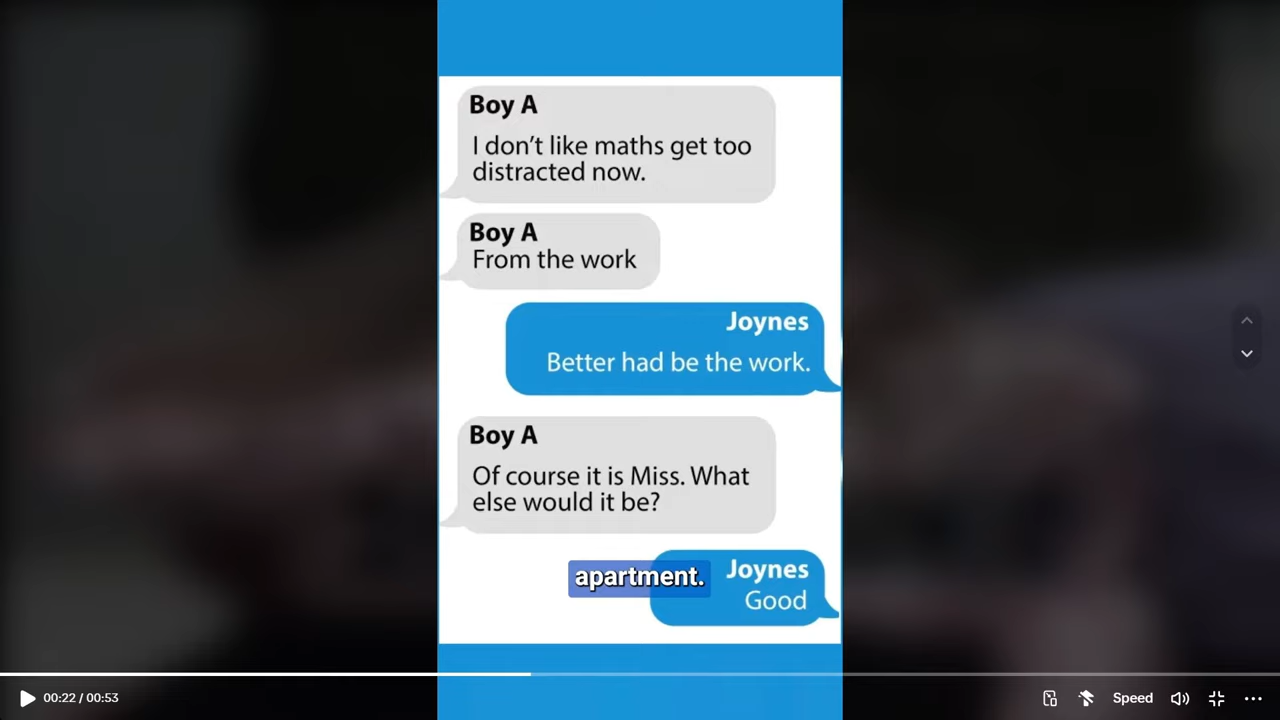 Boy A
I don't like maths get too
distracted now.
Boy A
From the work
Joynes
Better had be the work.
Boy A
Of course it is Miss. What
else would it be?
apartment.
Joynes
Good
00:22 / 00:53
Speed